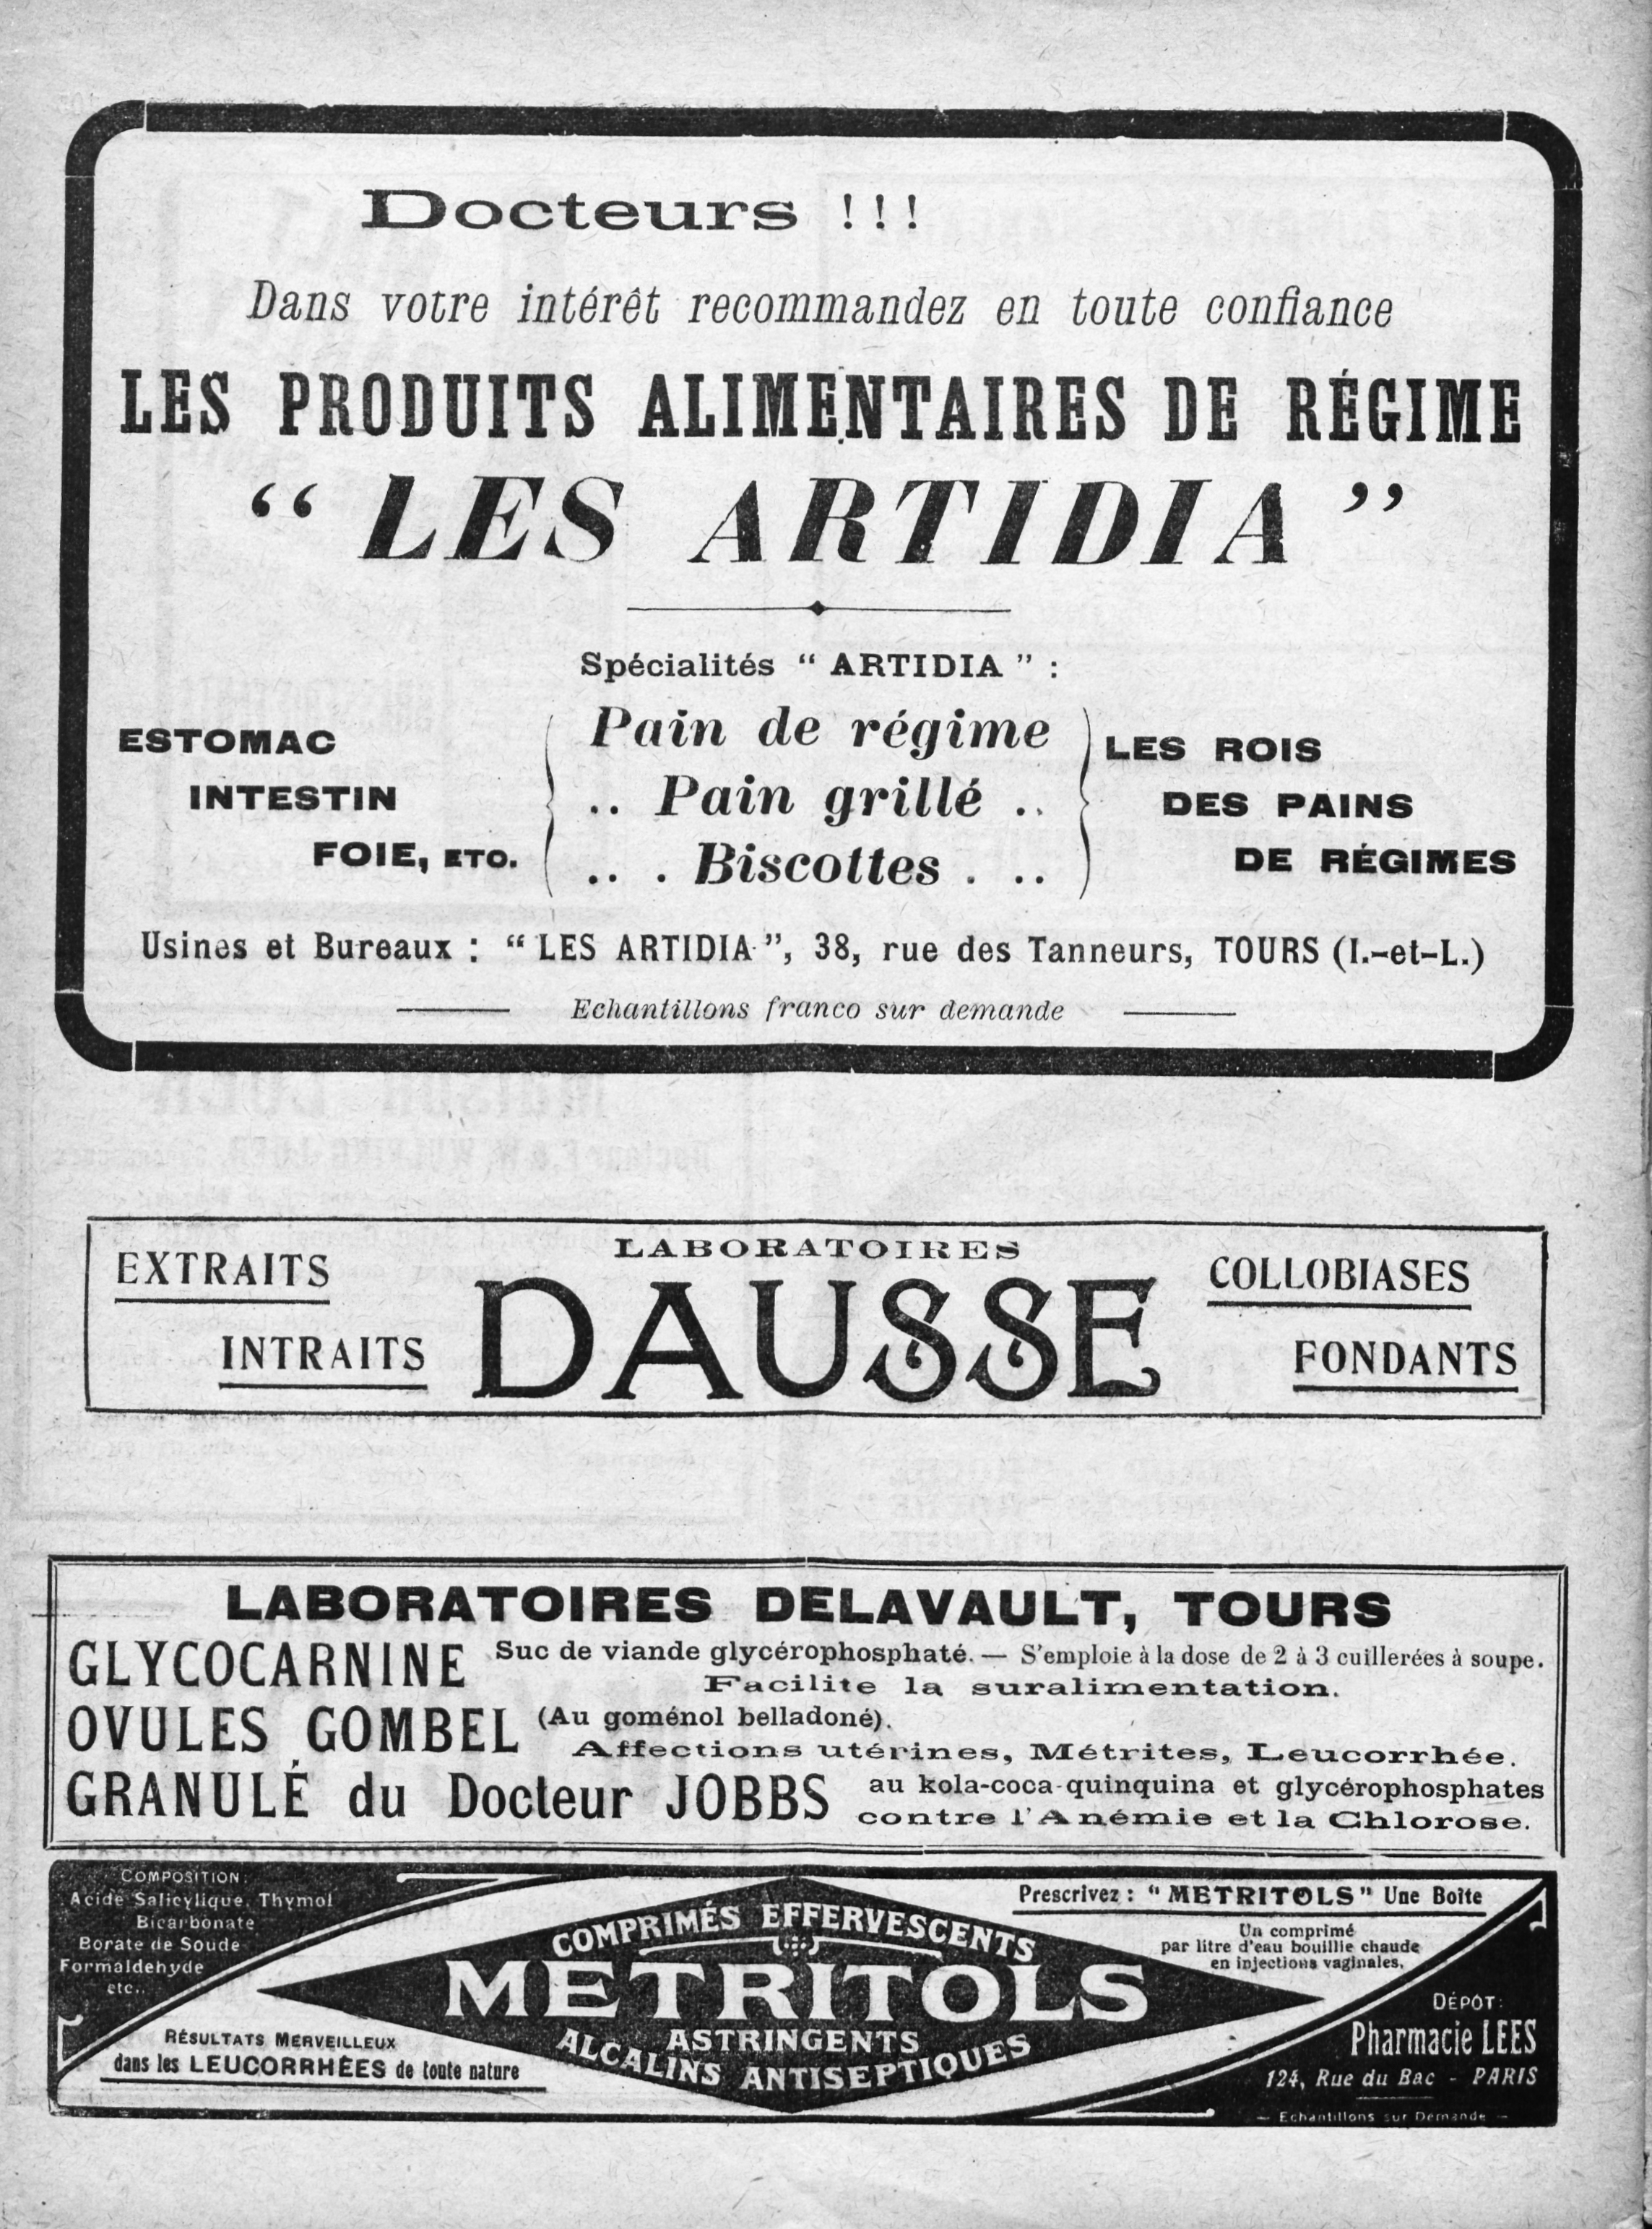 Docteurs !!!
Dans votre intérêt recommandez en toute confiance
LES PRODUITS ALIMENTAIRES DE RÉGIME
“ LES ARTIDIA ”
Spécialités “ ARTIDIA ” :
ESTOMAC
INTESTIN
FOIE, ETC.
Pain de régime
.. Pain grillé ..
.. . Biscottes . ..
LES ROIS
DES PAINS
DE RÉGIMES
Usines et Bureaux : “ LES ARTIDIA ”, 38, rue des Tanneurs, TOURS (I.-et-L.)
Echantillons franco sur demande
EXTRAITS
INTRAITS
LABORATOIRES
DAUSSE
COLLOBIASES
FONDANTS
LABORATOIRES DELAVAULT, TOURS
GLYCOCARNINE Suc de viande glycérophosphaté. — S'emploie à la dose de 2 à 3 cuillerées à soupe.
Facilite la suralimentation.
OVULES GOMBEL (Au goménol belladoné).
Affections utérines, Métrites, Leucorrhée.
GRANULÉ du Docteur JOBBS au kola-coca-quinquina et glycérophosphates
contre l'Anémie et la Chlorose.
COMPOSITION:
Acide Salicylique, Thymol
Bicarbonate
Borate de Soude
Formaldehyde
etc..
RÉSULTATS MERVEILLEUX
dans les LEUCORRHÉES de toute nature
COMPRIMÉS EFFERVESCENTS
METRITOLS
ASTRINGENTS
ALCALINS ANTISEPTIQUES
Prescrivez : “ METRITOLS ” Une Boîte
Un comprimé
par litre d'eau bouillie chaude
en injections vaginales.
DÉPÔT:
Pharmacie LEES
124, Rue du Bac - PARIS
— Echantillons sur Demande —